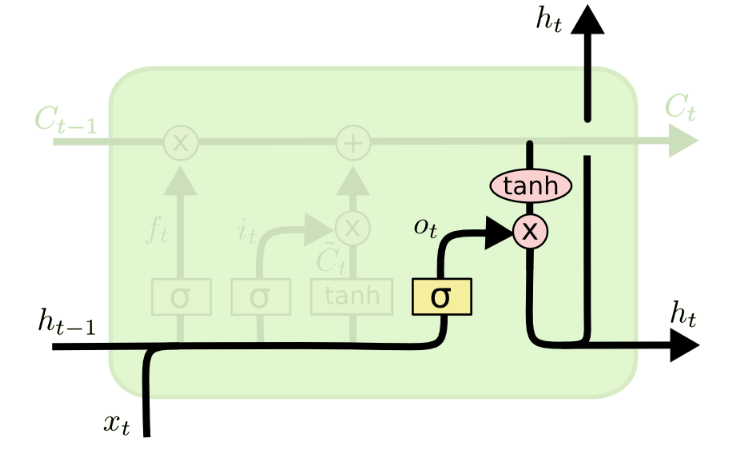 h_t
C_{t-1}
C_t
x
+
tanh
f_t
i_t
x
o_t
x
C̃_t
σ
σ
tanh
σ
h_{t-1}
h_t
x_t